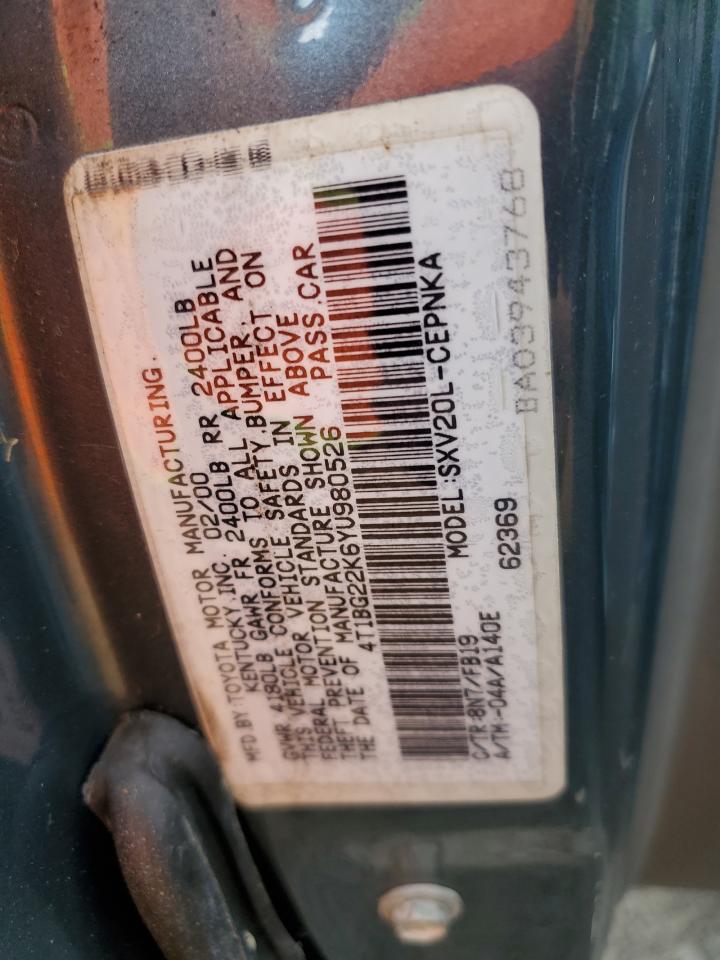 MFD BY:TOYOTA MOTOR MANUFACTURING.
KENTUCKY INC. 02/00
GVWR 4180LB GAWR FR 2400LB RR 2400LB
THIS VEHICLE CONFORMS TO ALL APPLICABLE
FEDERAL MOTOR VEHICLE SAFETY.BUMPER. AND
THEFT PREVENTION STANDARDS IN EFFECT ON
THE DATE OF MANUFACTURE SHOWN ABOVE
4T1BG22K6YU980526 PASS.CAR
MODEL:SXV20L-CEPNKA
C/TR:8N7/FB19
A/TM:-04A/A140E 62369
BA03943768